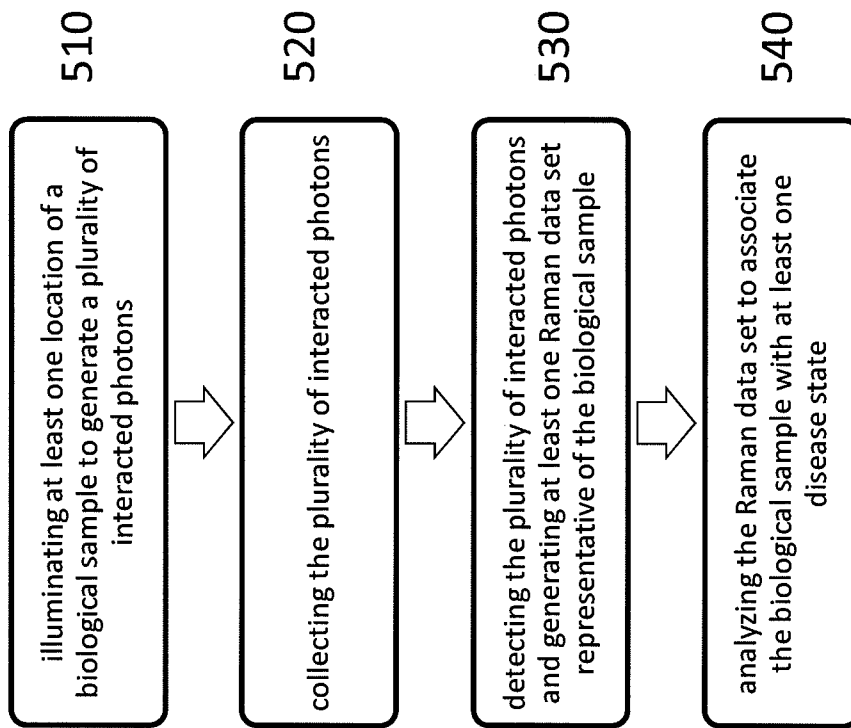 illuminating at least one location of a
biological sample to generate a plurality of
interacted photons
510
collecting the plurality of interacted photons
520
detecting the plurality of interacted photons
and generating at least one Raman data set
representative of the biological sample
530
analyzing the Raman data set to associate
the biological sample with at least one
disease state
540